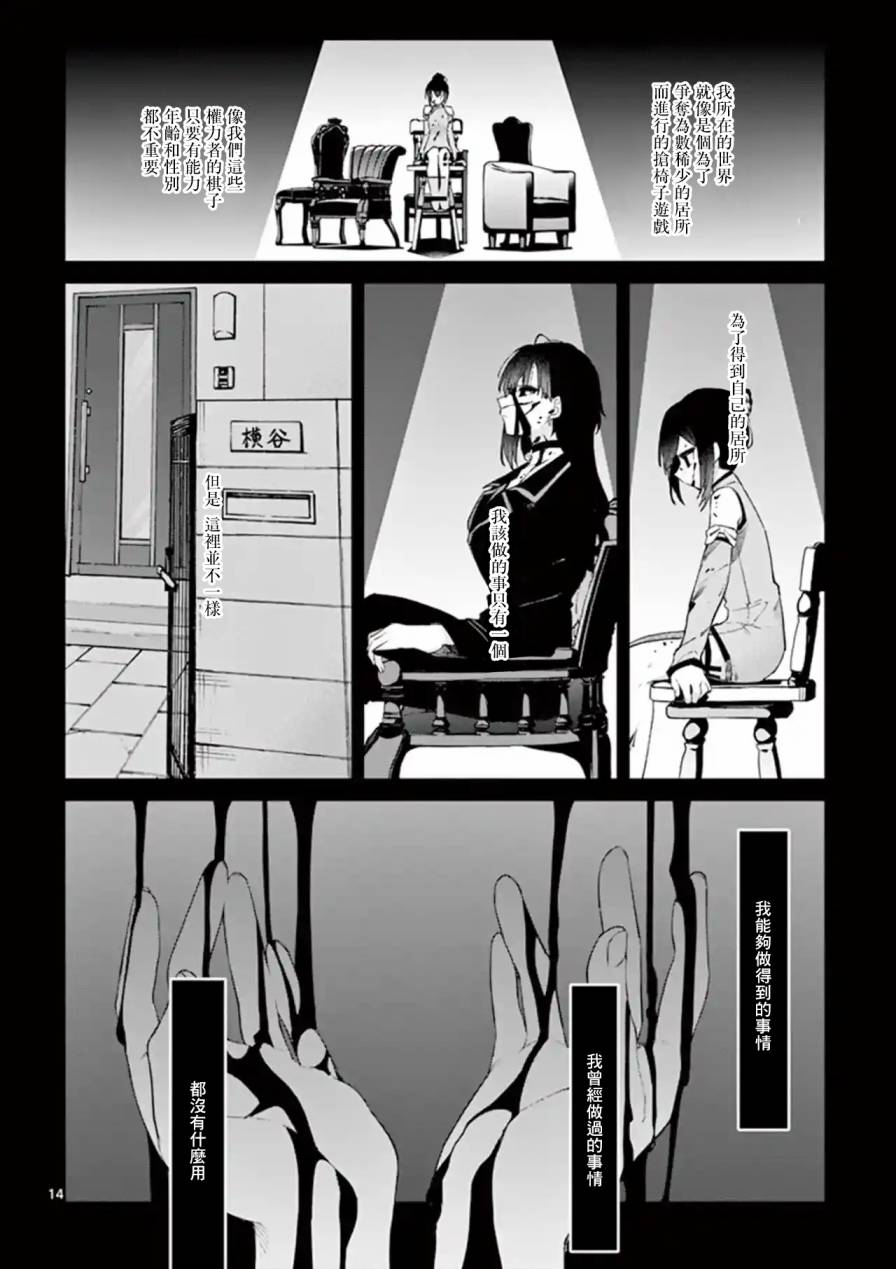 我所在的世界
就像是個為了
爭奪為數稀少的居所
而進行的搶椅子遊戲
像我們這些
權力者的棋子
只要有能力
年齡和性別
都不重要
為了得到自己的居所
我該做的事只有一個
橫谷
但是 這裡並不一樣
我能夠做得到的事情
我曾經做過的事情
都沒有什麼用
14